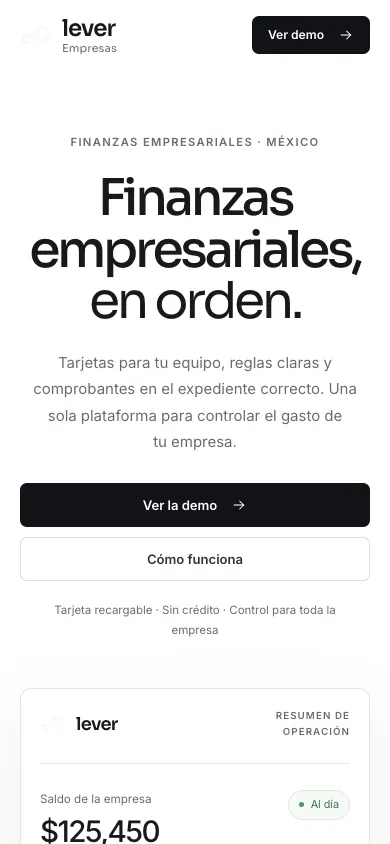 lever
Empresas
Ver demo →
FINANZAS EMPRESARIALES · MÉXICO
Finanzas
empresariales,
en orden.
Tarjetas para tu equipo, reglas claras y
comprobantes en el expediente correcto. Una
sola plataforma para controlar el gasto de
tu empresa.
Ver la demo →
Cómo funciona
Tarjeta recargable · Sin crédito · Control para toda la
empresa
lever
RESUMEN DE
OPERACIÓN
Saldo de la empresa
Al día
$125,450